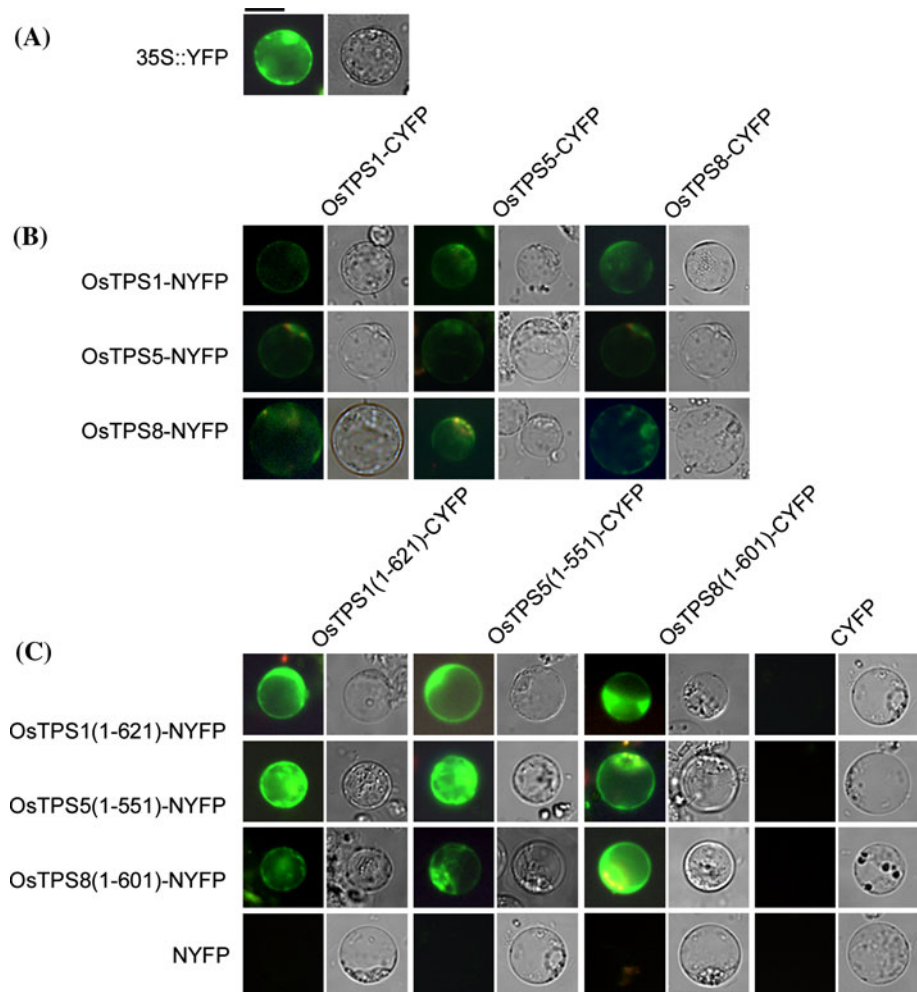 (A)
35S::YFP
OsTPS1-CYFP
OsTPS5-CYFP
OsTPS8-CYFP
(B)
OsTPS1-NYFP
OsTPS5-NYFP
OsTPS8-NYFP
OsTPS1(1-621)-CYFP
OsTPS5(1-551)-CYFP
OsTPS8(1-601)-CYFP
CYFP
(C)
OsTPS1(1-621)-NYFP
OsTPS5(1-551)-NYFP
OsTPS8(1-601)-NYFP
NYFP